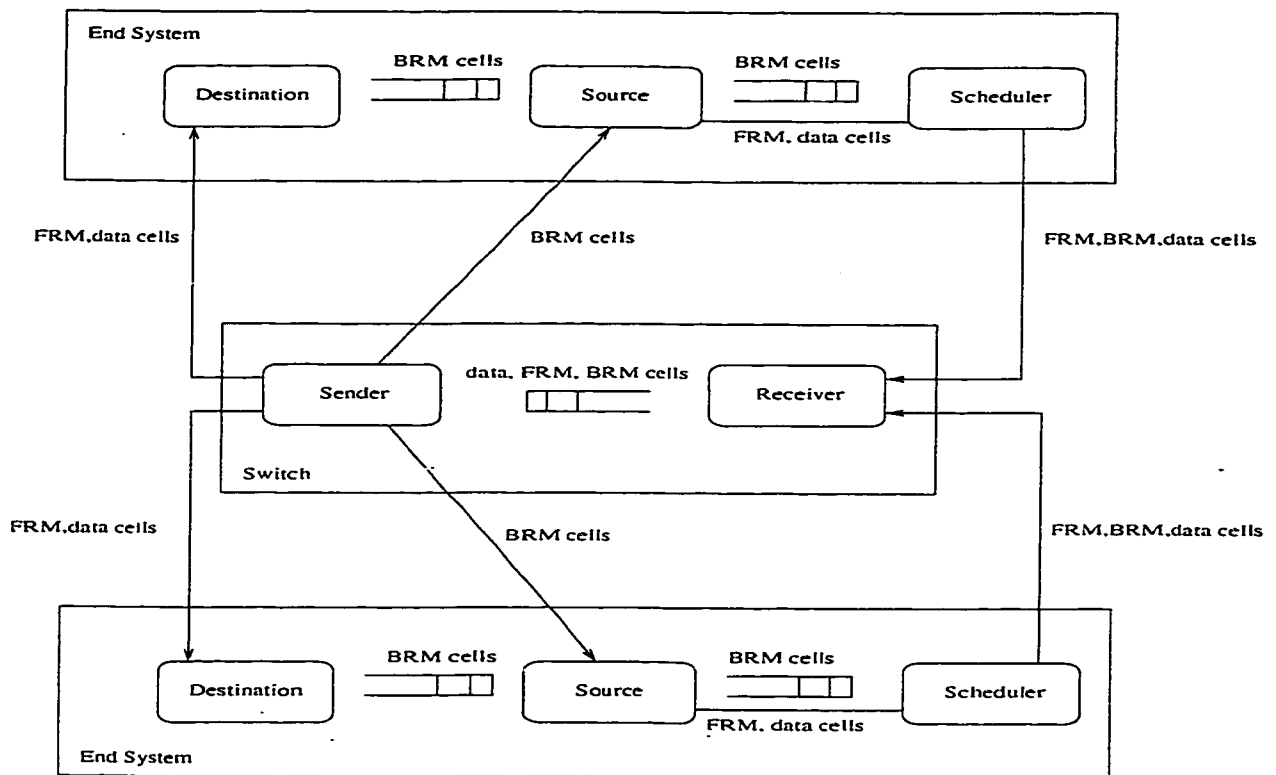 End System
BRM cells
BRM cells
Destination
Source
Scheduler
FRM. data cells
FRM.data cells
BRM cells
FRM.BRM.data cells
data. FRM. BRM cells
Sender
Receiver
Switch
FRM.data cells
BRM cells
FRM.BRM.data cells
BRM cells
BRM cells
Destination
Source
Scheduler
FRM. data cells
End System